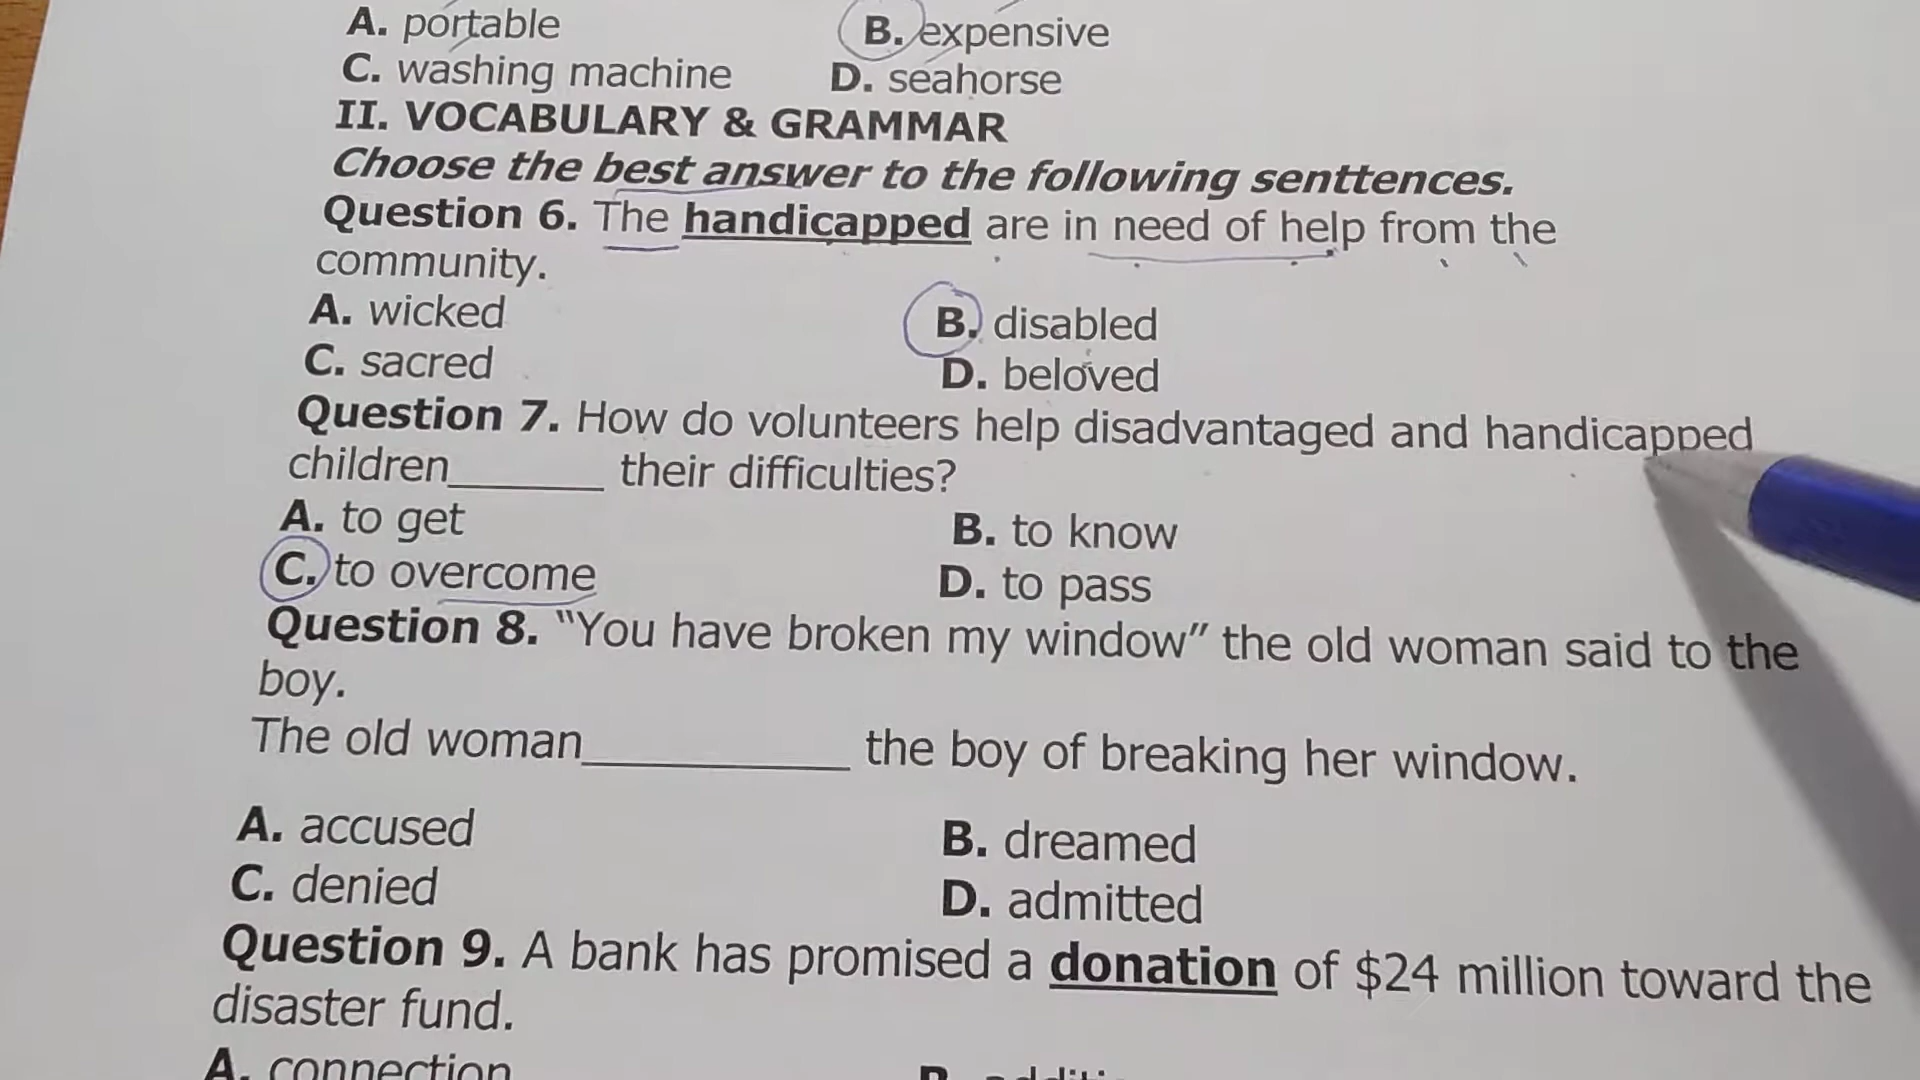 A. portable B. expensive
C. washing machine D. seahorse
II. VOCABULARY & GRAMMAR
Choose the best answer to the following senttences.
Question 6. The handicapped are in need of help from the
community.
A. wicked B. disabled
C. sacred D. beloved
Question 7. How do volunteers help disadvantaged and handicapped
children______ their difficulties?
A. to get B. to know
C. to overcome D. to pass
Question 8. "You have broken my window" the old woman said to the
boy.
The old woman__________ the boy of breaking her window.
A. accused B. dreamed
C. denied D. admitted
Question 9. A bank has promised a donation of $24 million toward the
disaster fund.
A. connection B.